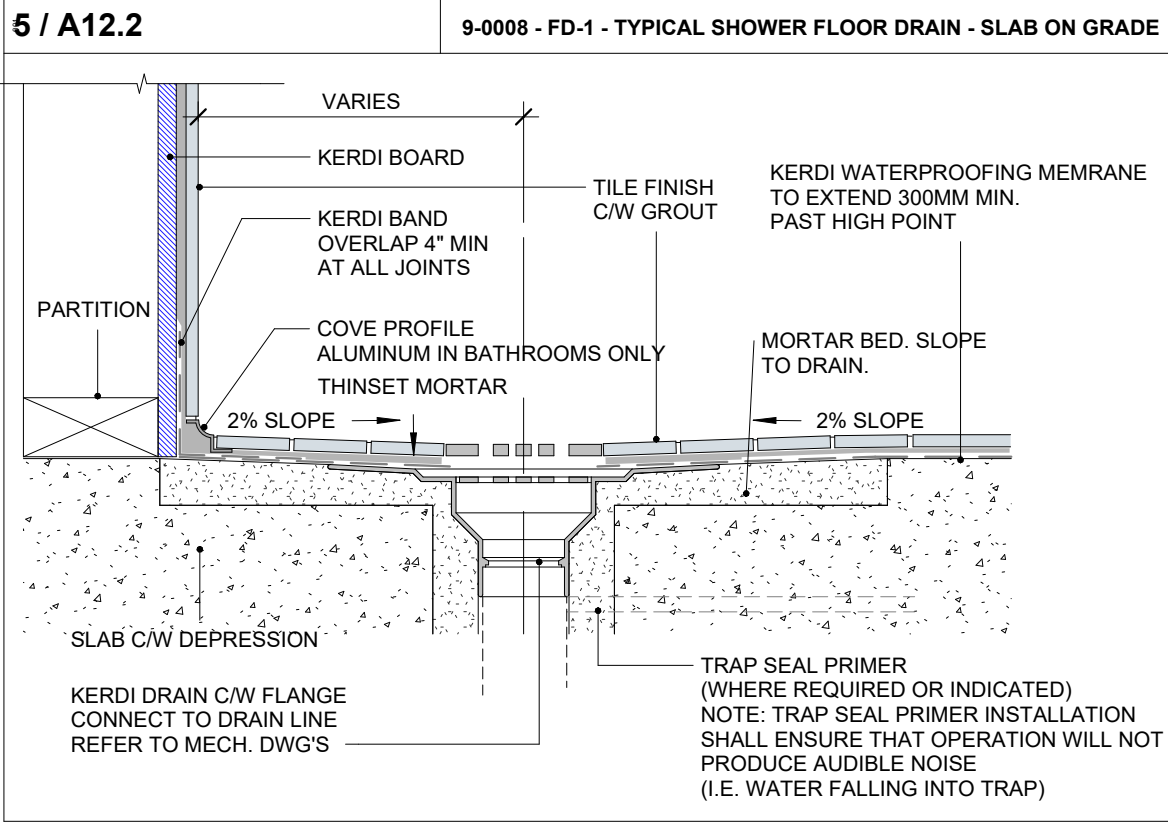 5 / A12.2
9-0008 - FD-1 - TYPICAL SHOWER FLOOR DRAIN - SLAB ON GRADE
VARIES
KERDI BOARD
TILE FINISH
C/W GROUT
KERDI WATERPROOFING MEMRANE
TO EXTEND 300MM MIN.
PAST HIGH POINT
KERDI BAND
OVERLAP 4" MIN
AT ALL JOINTS
PARTITION
COVE PROFILE
ALUMINUM IN BATHROOMS ONLY
THINSET MORTAR
MORTAR BED. SLOPE
TO DRAIN.
2% SLOPE
2% SLOPE
SLAB C/W DEPRESSION
KERDI DRAIN C/W FLANGE
CONNECT TO DRAIN LINE
REFER TO MECH. DWG'S
TRAP SEAL PRIMER
(WHERE REQUIRED OR INDICATED)
NOTE: TRAP SEAL PRIMER INSTALLATION
SHALL ENSURE THAT OPERATION WILL NOT
PRODUCE AUDIBLE NOISE
(I.E. WATER FALLING INTO TRAP)